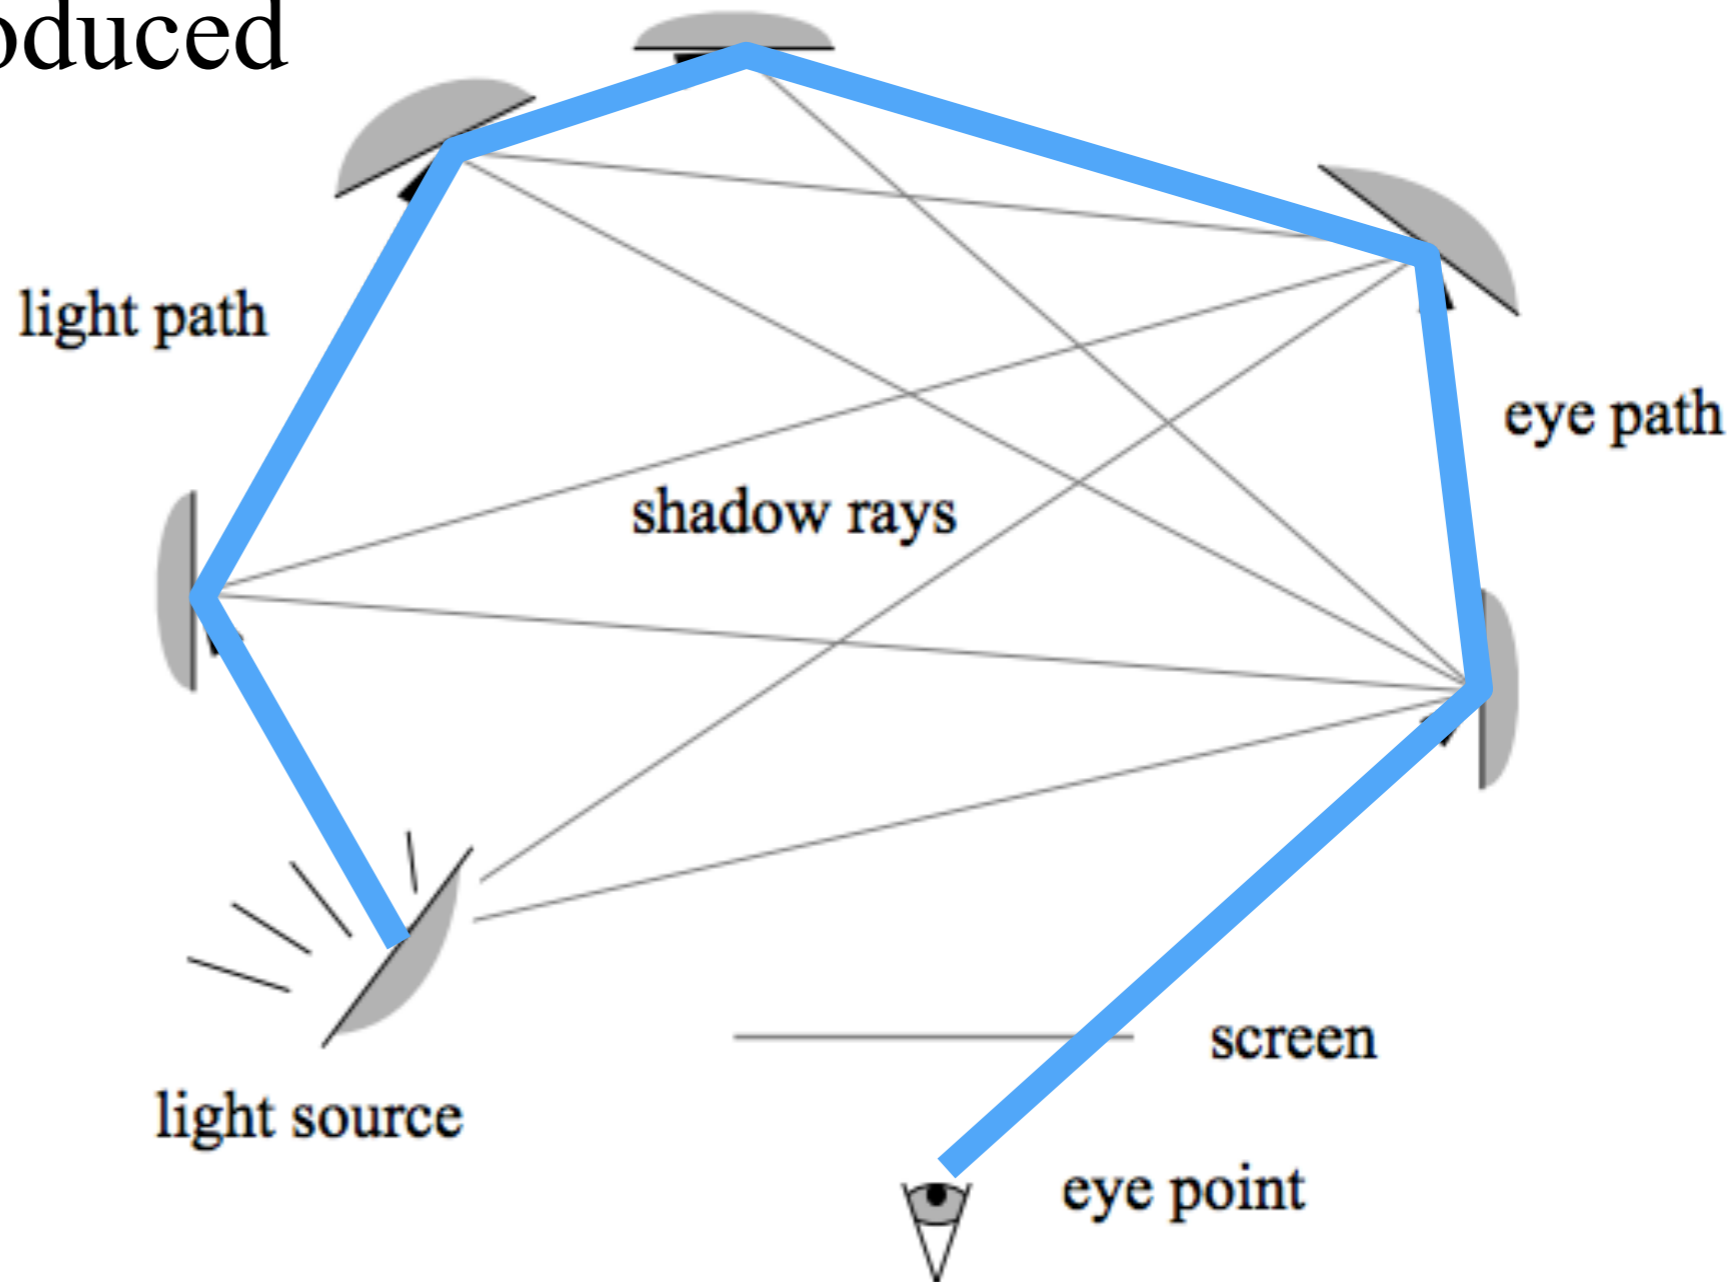 oduced
light path
eye path
shadow rays
screen
light source
eye point